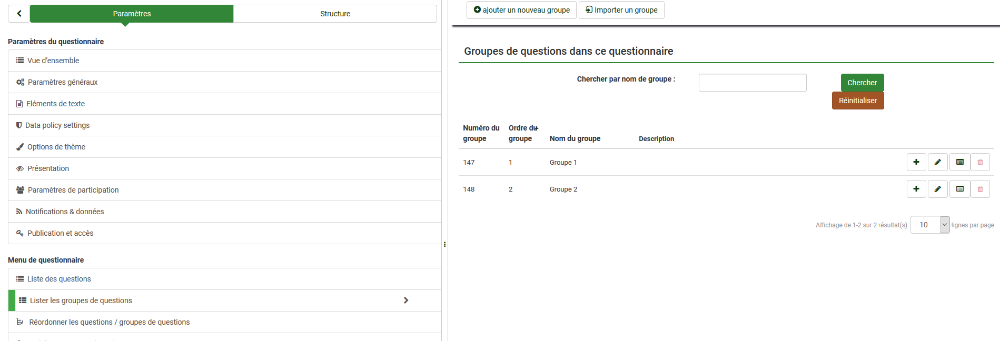 Paramètres
Structure
Paramètres du questionnaire
Vue d'ensemble
Paramètres généraux
Eléments de texte
Data policy settings
Options de thème
Présentation
Paramètres de participation
Notifications & données
Publication et accès
Menu de questionnaire
Liste des questions
Lister les groupes de questions
Réordonner les questions / groupes de questions
ajouter un nouveau groupe
Importer un groupe
Groupes de questions dans ce questionnaire
Chercher par nom de groupe :
Chercher
Réinitialiser
Numéro du groupe
Ordre du groupe
Nom du groupe
Description
147 1 Groupe 1
148 2 Groupe 2
Affichage de 1-2 sur 2 résultat(s). 10 lignes par page